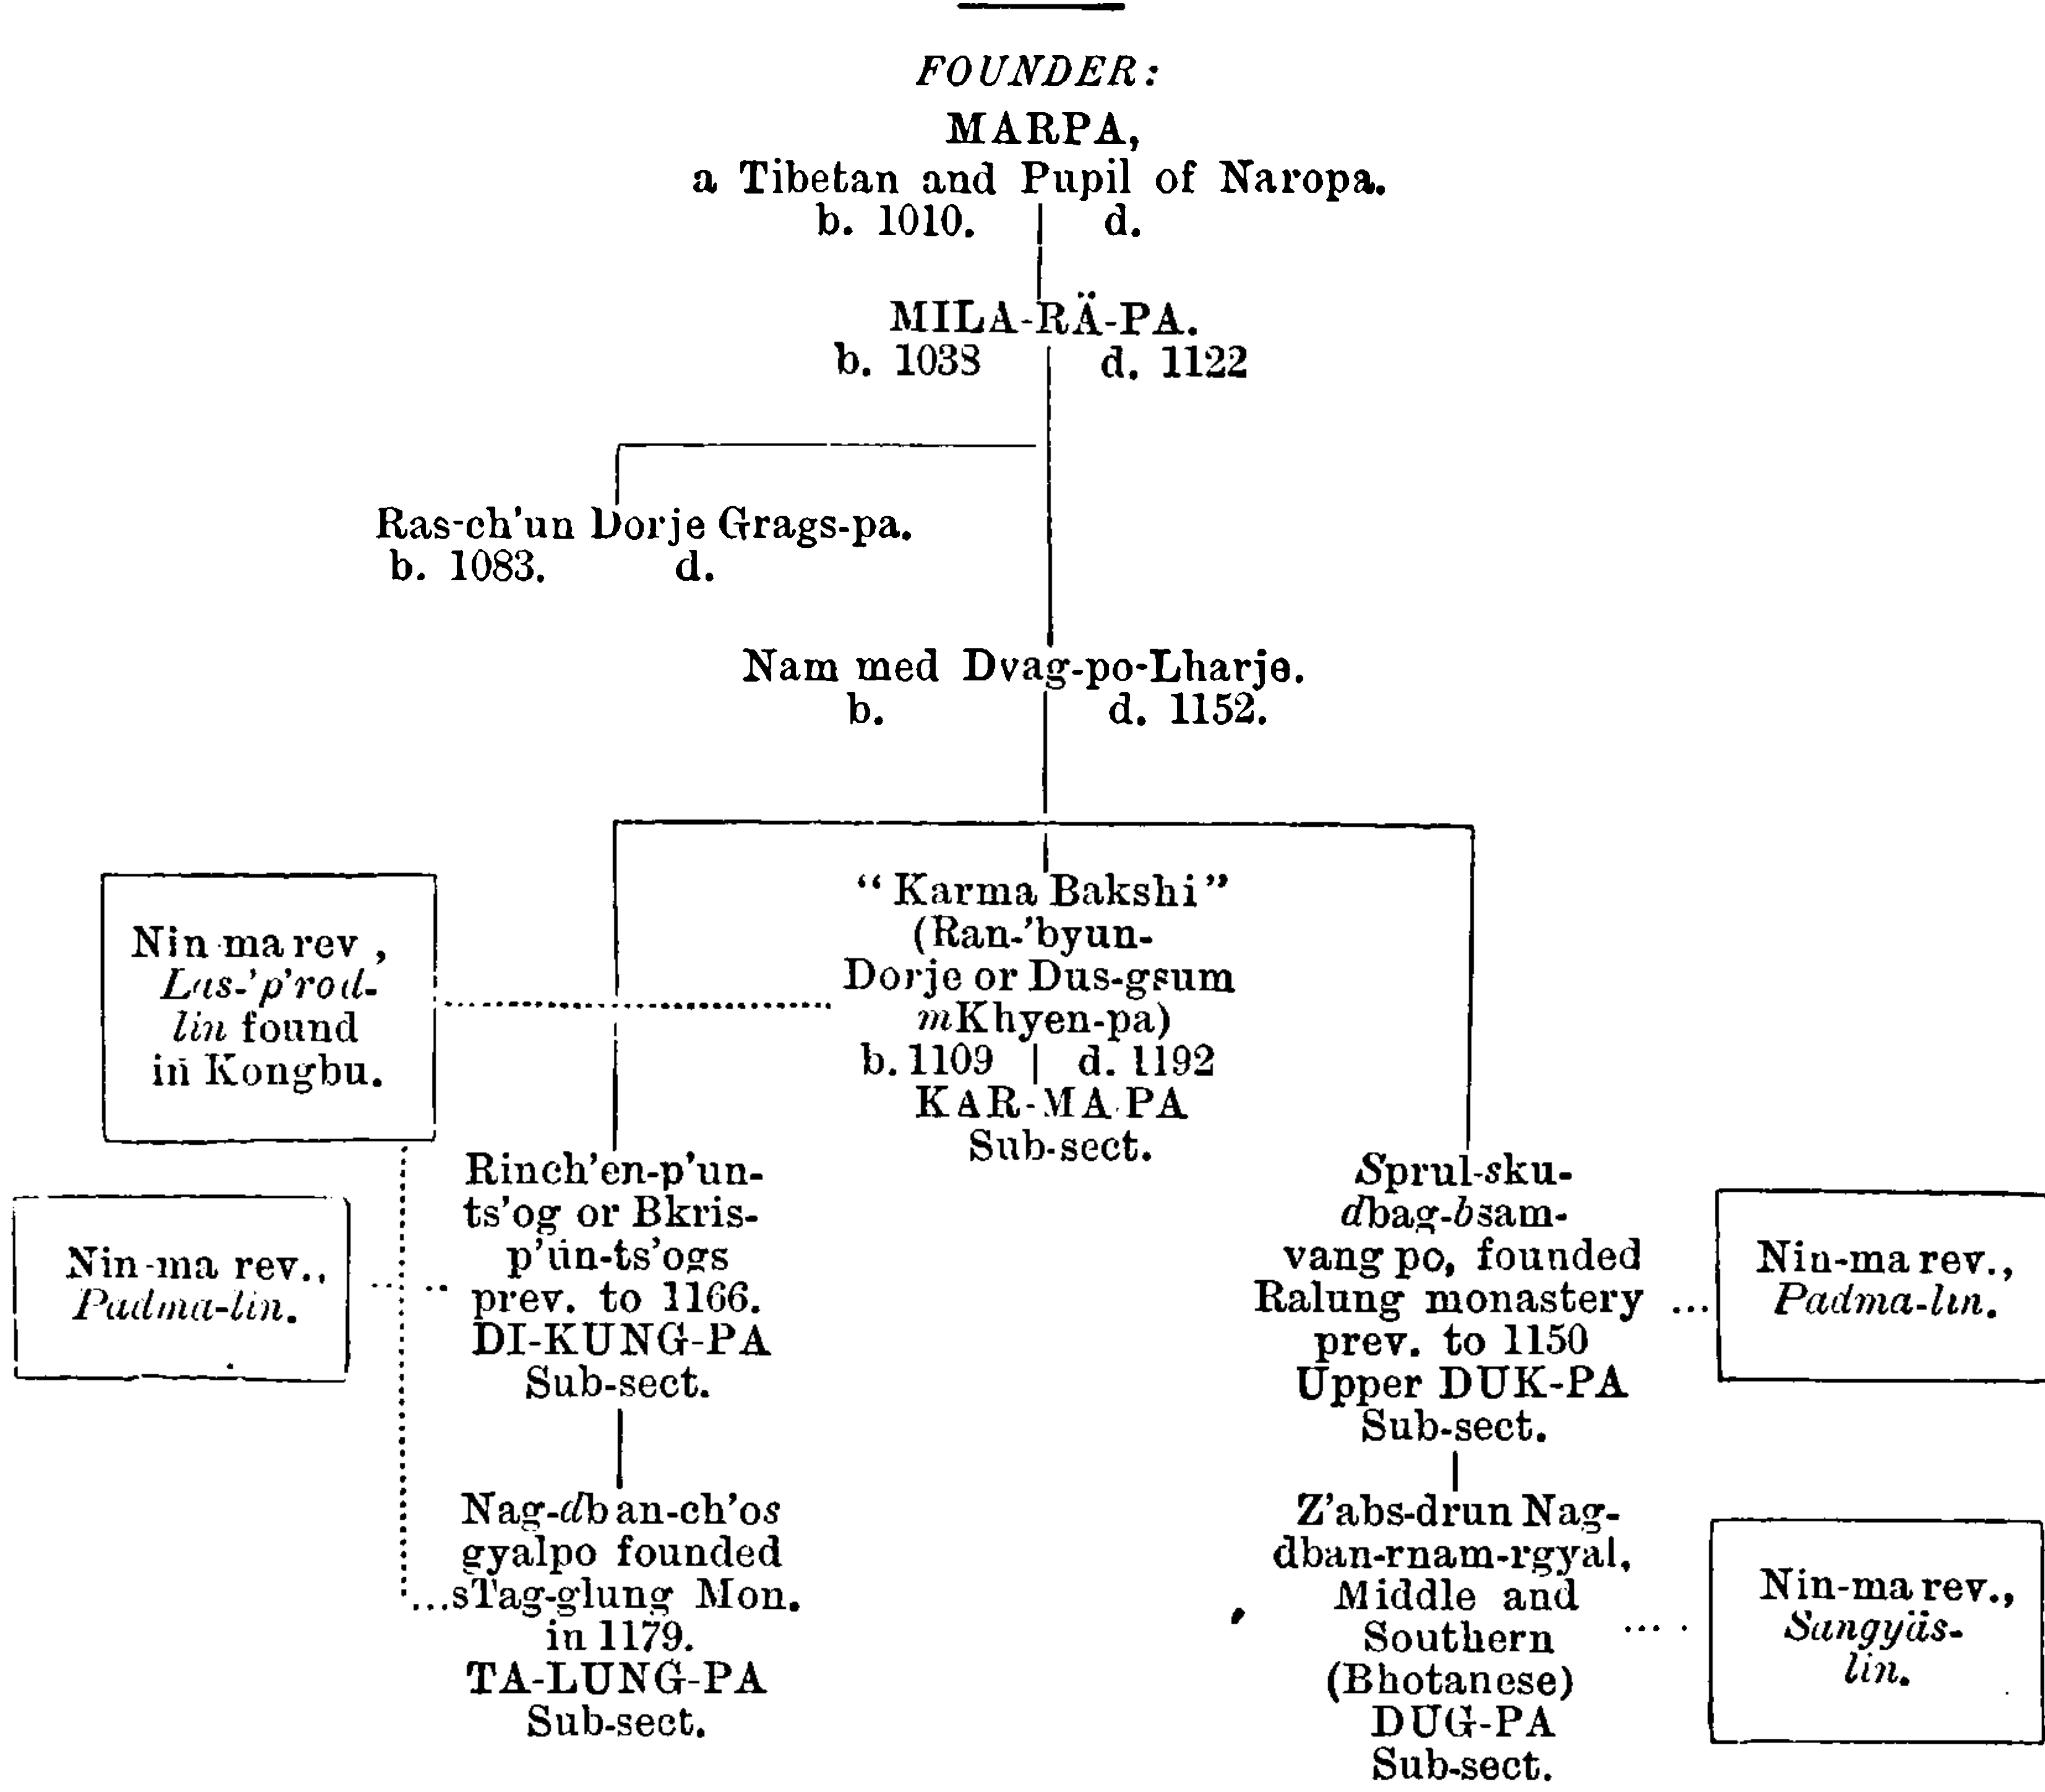 FOUNDER:
MARPA,
a Tibetan and Pupil of Naropa.
b. 1010. d.
MILA-RÄ-PA.
b. 1038 d. 1122
Ras-ch'un Dorje Grags-pa.
b. 1083. d.
Nam med Dvag-po-Lharje.
b. d. 1152.
"Karma Bakshi"
(Ran-'byun-
Dorje or Dus-gsum
mKhyen-pa)
b. 1109 d. 1192
KAR-MA-PA
Sub-sect.
Nin-ma rev.,
Las-'p'rod-
lin found
in Kongbu.
Rinch'en-p'un-
ts'og or Bkris-
p'un-ts'ogs
prev. to 1166.
DI-KUNG-PA
Sub-sect.
Nin-ma rev.,
Padma-lin.
Sprul-sku-
dbag-bsam-
vang po, founded
Ralung monastery
prev. to 1150
Upper DUK-PA
Sub-sect.
Nin-ma rev.,
Padma-lin.
Nag-dban-ch'os
gyalpo founded
sTag-glung Mon.
in 1179.
TA-LUNG-PA
Sub-sect.
Z'abs-drun Nag-
dban-rnam-rgyal,
Middle and
Southern
(Bhotanese)
DUG-PA
Sub-sect.
Nin-ma rev.,
Sangyäs-
lin.